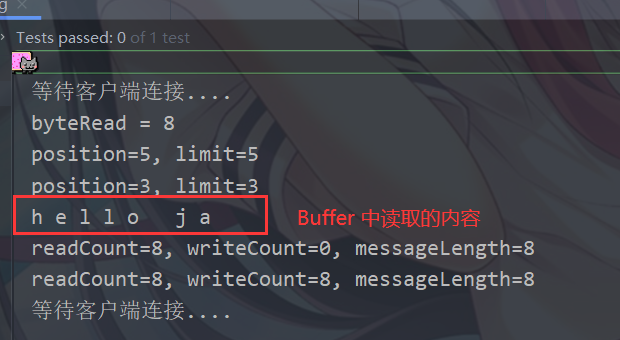 Tests passed: 0 of 1 test
等待客户端连接....
byteRead = 8
position=5, limit=5
position=3, limit=3
h e l l o   j a
Buffer 中读取的内容
readCount=8, writeCount=0, messageLength=8
readCount=8, writeCount=8, messageLength=8
等待客户端连接....